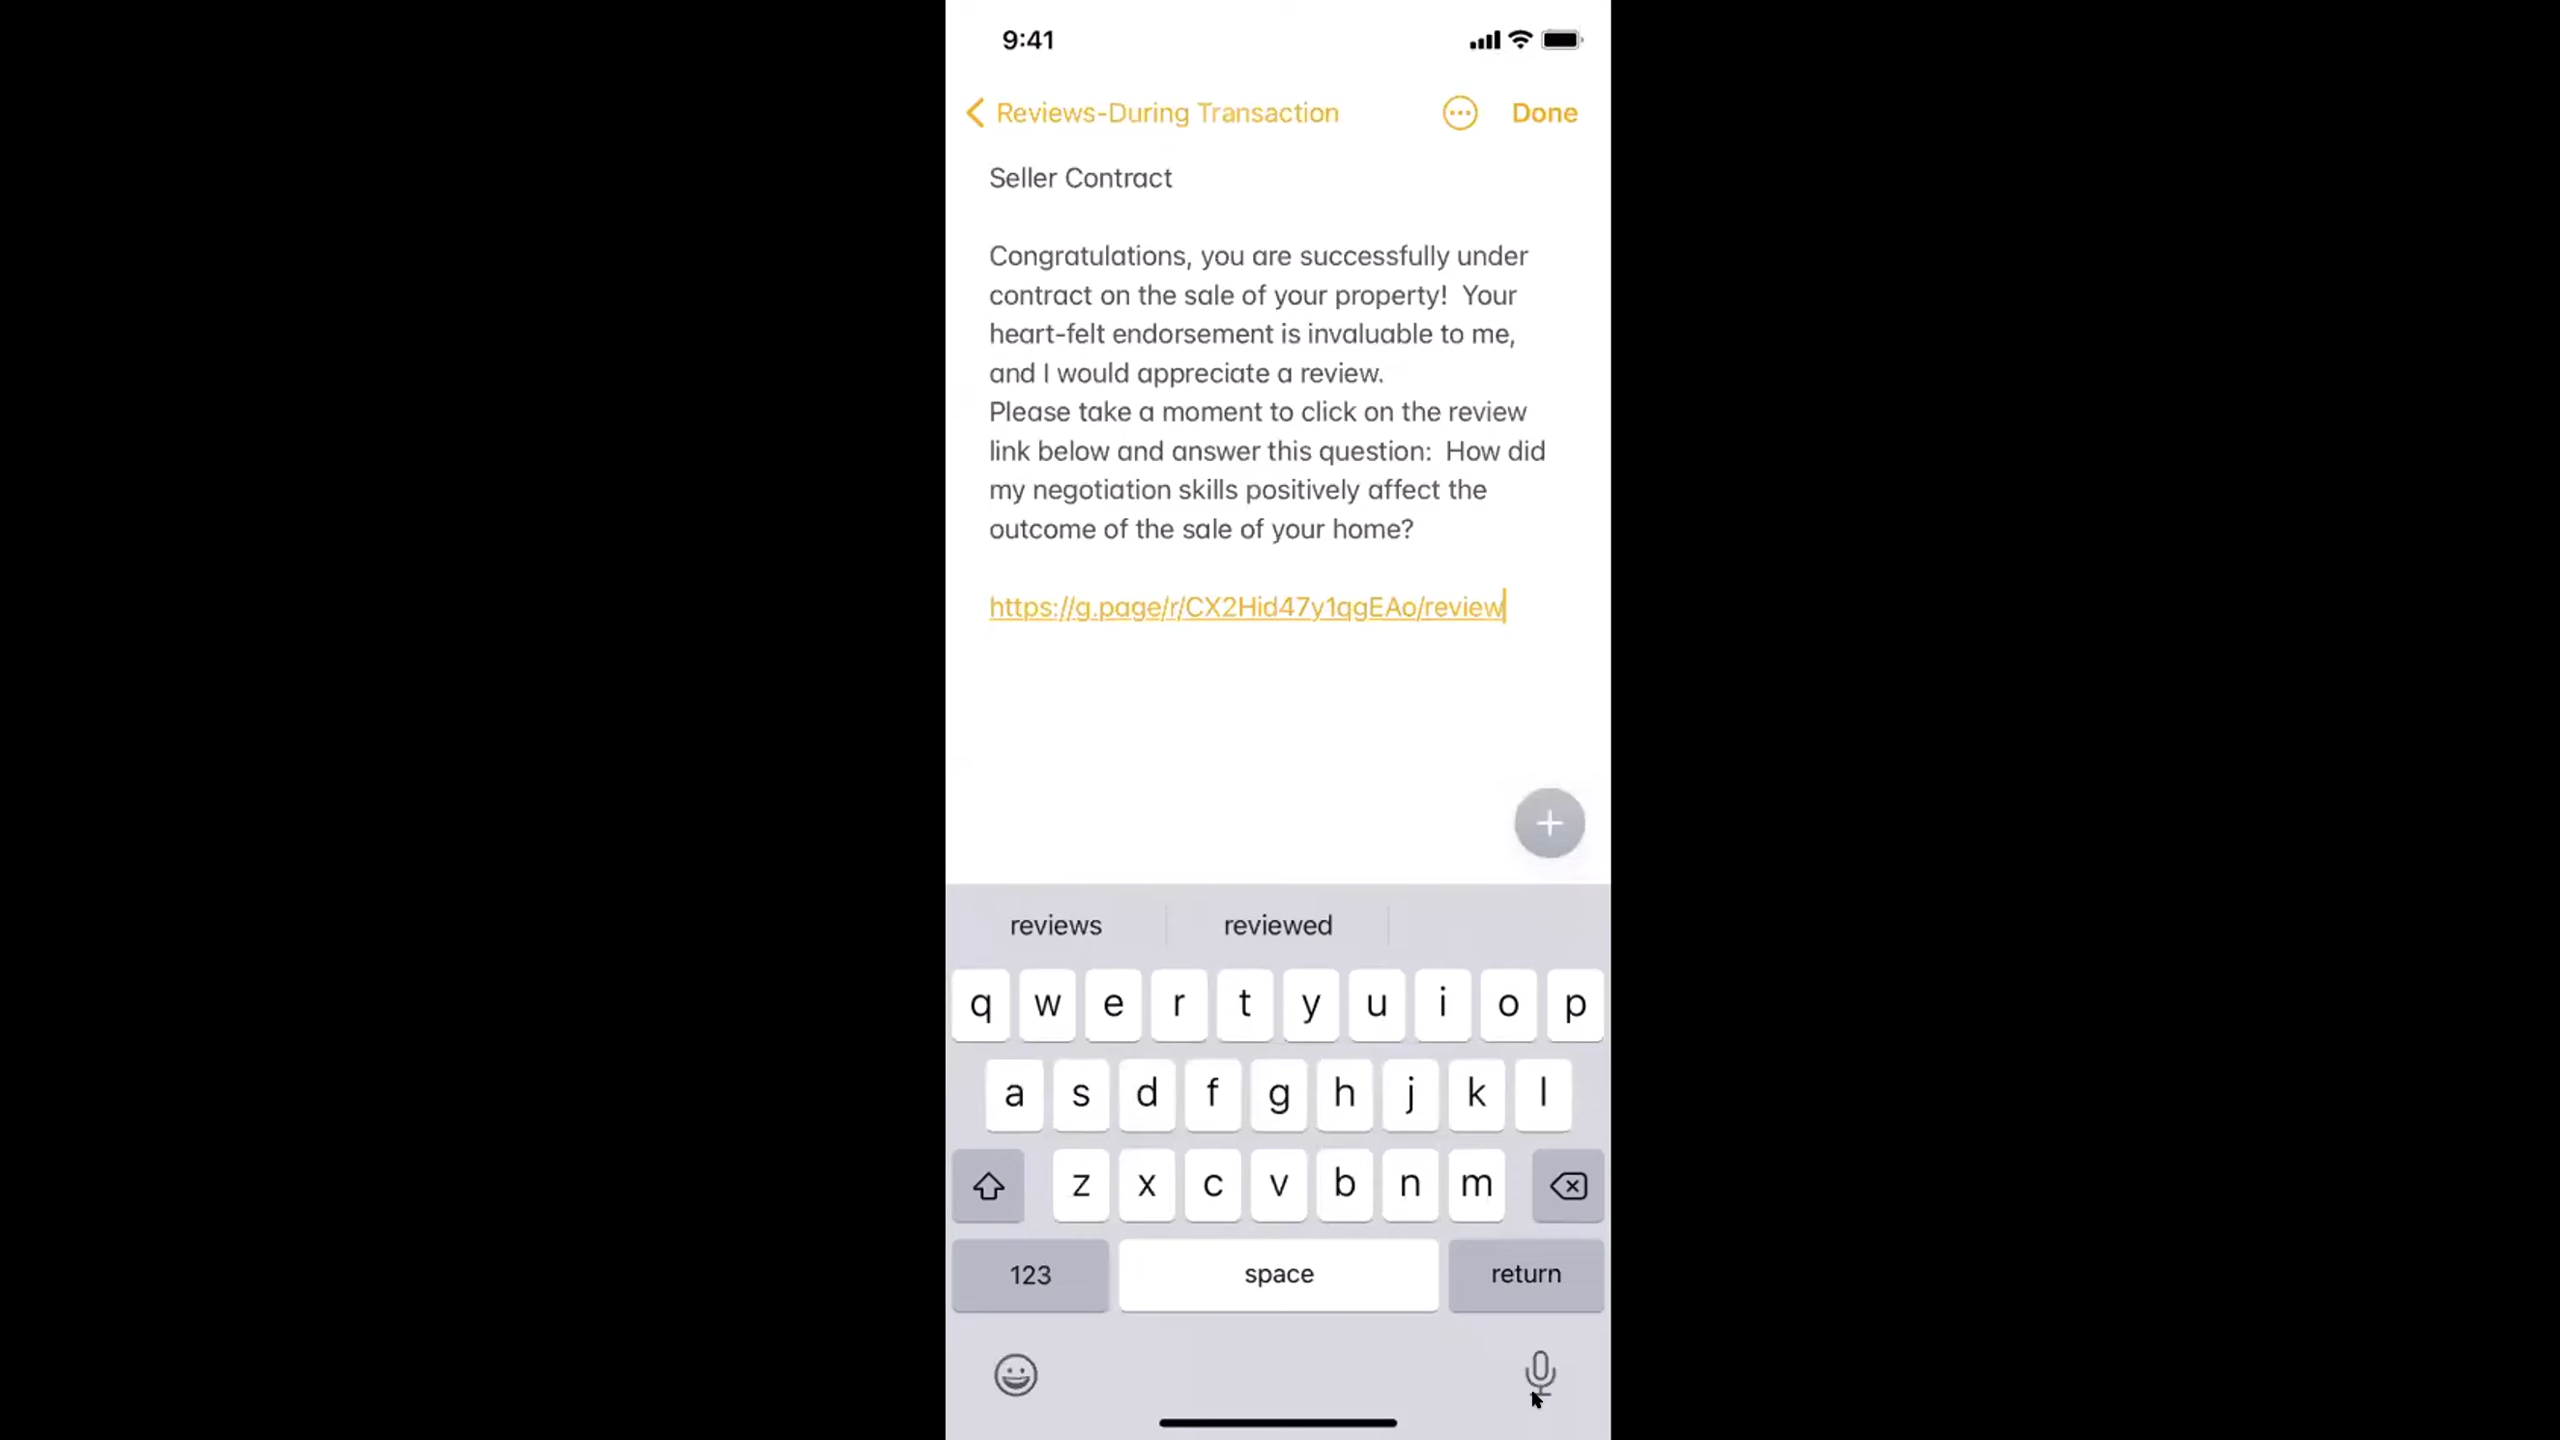 9:41
Reviews-During Transaction
Done
Seller Contract
Congratulations, you are successfully under
contract on the sale of your property!  Your
heart-felt endorsement is invaluable to me,
and I would appreciate a review.
Please take a moment to click on the review
link below and answer this question:  How did
my negotiation skills positively affect the
outcome of the sale of your home?
https://g.page/r/CX2Hid47y1qgEAo/review
reviews reviewed
q w e r t y u i o p
a s d f g h j k l
z x c v b n m
123 space return